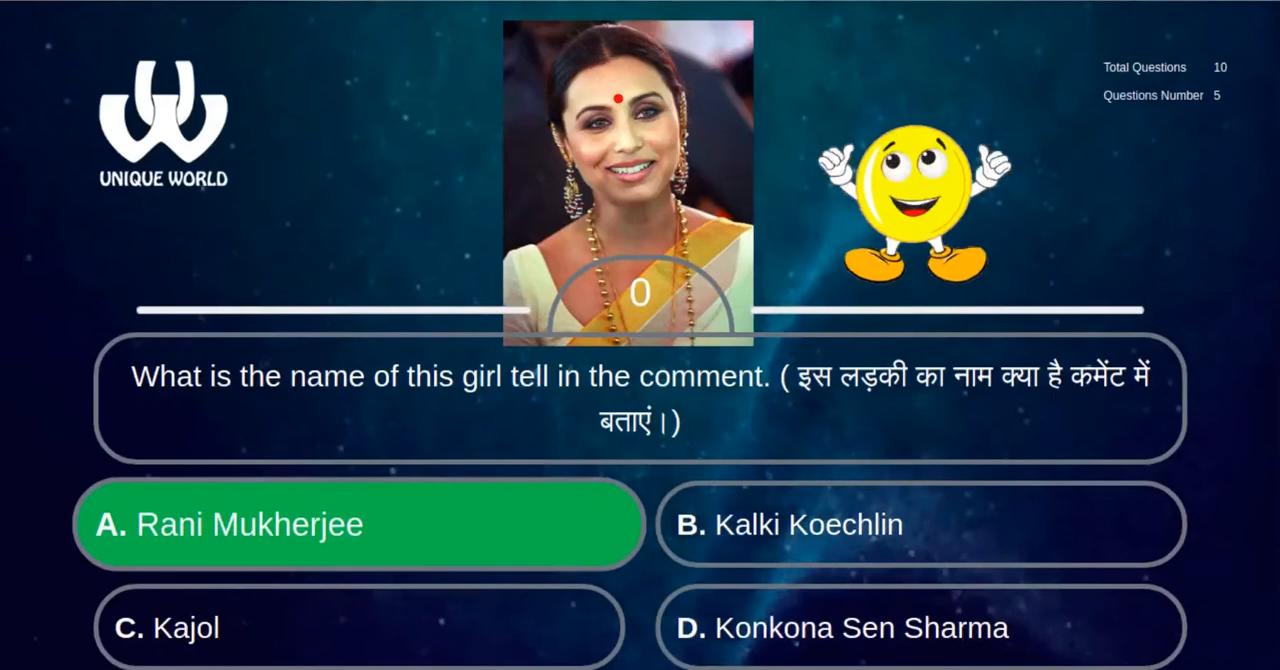 UNIQUE WORLD
Total Questions 10
Questions Number 5
0
What is the name of this girl tell in the comment. ( इस लड़की का नाम क्या है कमेंट में
बताएं।)
A. Rani Mukherjee
B. Kalki Koechlin
C. Kajol
D. Konkona Sen Sharma